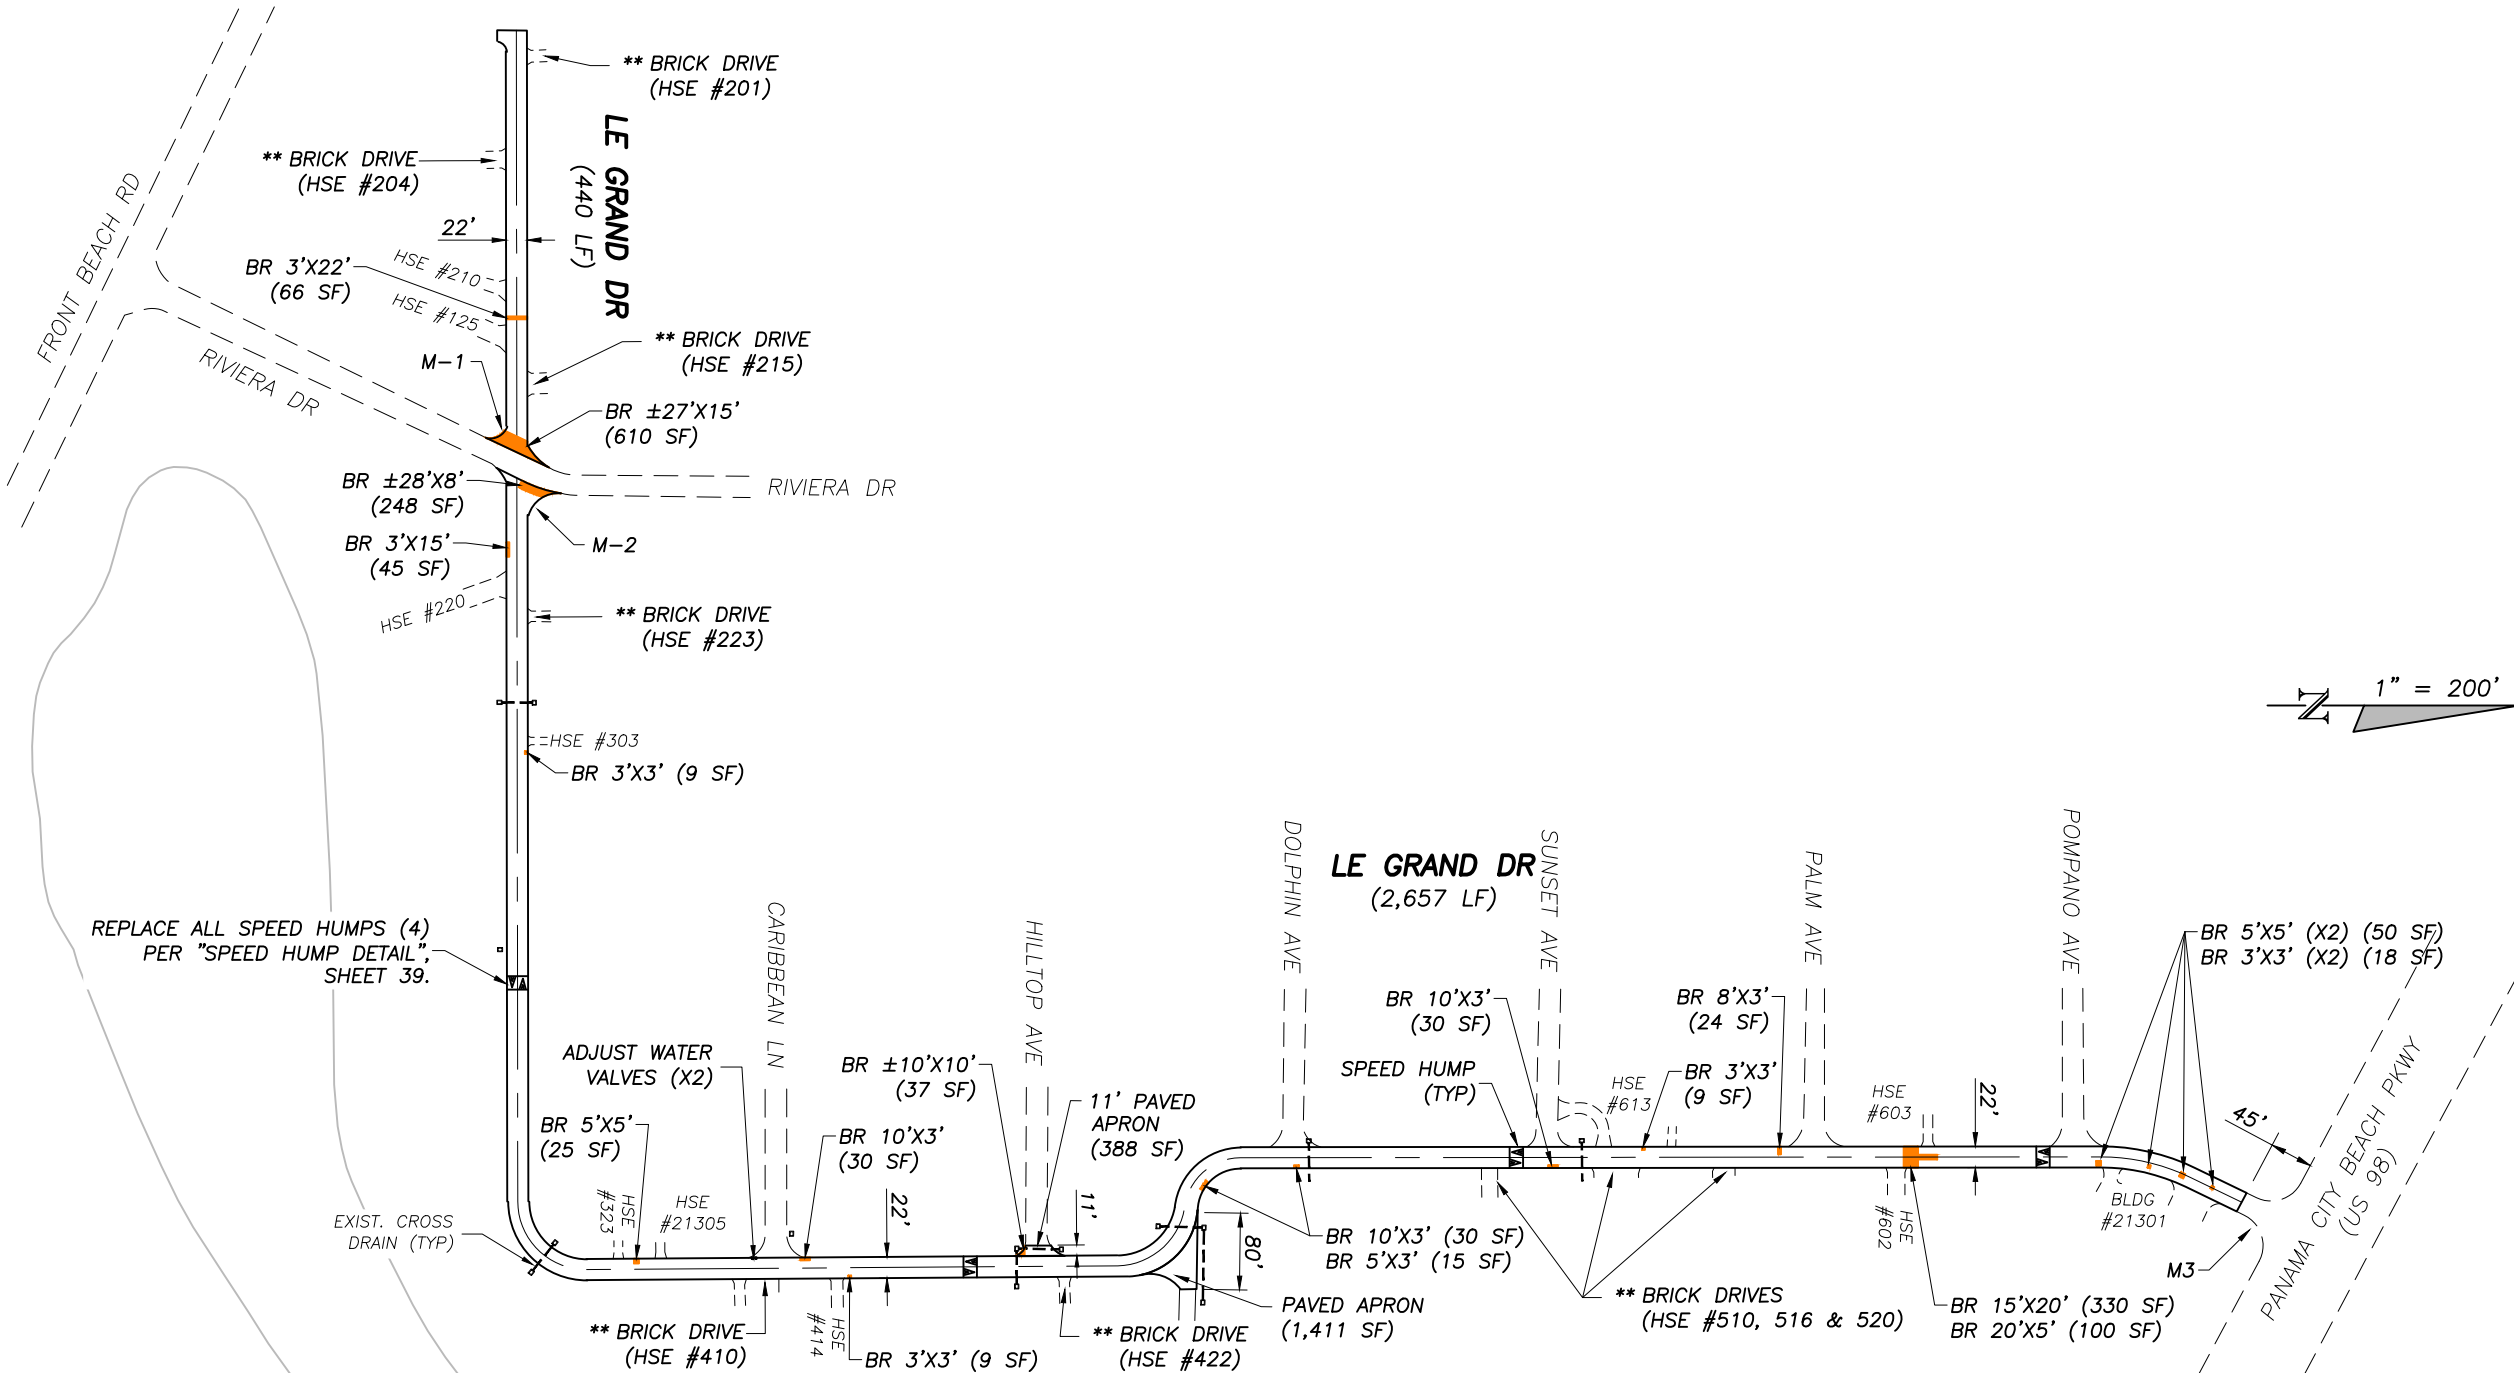 ** BRICK DRIVE
(HSE #201)
LE GRAND DR
(440 LF)
** BRICK DRIVE
(HSE #204)
FRONT BEACH RD
22'
HSE #210
BR 3'X22'
(66 SF)
HSE #125
** BRICK DRIVE
(HSE #215)
M-1
RIVIERA DR
BR ±27'X15'
(610 SF)
BR ±28'X8'
(248 SF)
RIVIERA DR
BR 3'X15'
(45 SF)
M-2
HSE #220
** BRICK DRIVE
(HSE #223)
N
1" = 200'
HSE #303
BR 3'X3' (9 SF)
REPLACE ALL SPEED HUMPS (4)
PER "SPEED HUMP DETAIL",
SHEET 39.
CARIBBEAN LN
HILLTOP AVE
DOLPHIN AVE
LE GRAND DR
(2,657 LF)
SUNSET AVE
PALM AVE
POMPANO AVE
BR 5'X5' (X2) (50 SF)
BR 3'X3' (X2) (18 SF)
BR 10'X3'
(30 SF)
BR 8'X3'
(24 SF)
ADJUST WATER
VALVES (X2)
BR ±10'X10'
(37 SF)
SPEED HUMP
(TYP)
HSE
#613
BR 3'X3'
(9 SF)
HSE
#603
22'
45'
PANAMA CITY BEACH PKWY
(US 98)
11' PAVED
APRON
(388 SF)
BR 5'X5'
(25 SF)
BR 10'X3'
(30 SF)
HSE
#323
HSE
#21305
22'
11'
80'
EXIST. CROSS
DRAIN (TYP)
BR 10'X3' (30 SF)
BR 5'X3' (15 SF)
HSE
#602
BLDG
#21301
M3
PAVED APRON
(1,411 SF)
** BRICK DRIVES
(HSE #510, 516 & 520)
BR 15'X20' (330 SF)
BR 20'X5' (100 SF)
** BRICK DRIVE
(HSE #410)
HSE
#414
BR 3'X3' (9 SF)
** BRICK DRIVE
(HSE #422)